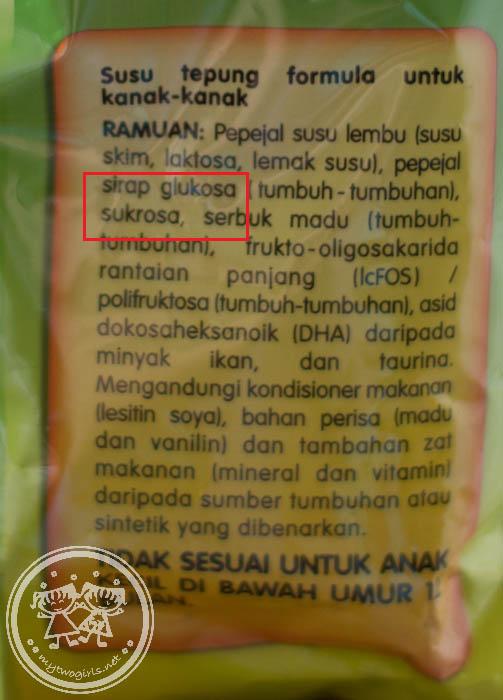 Susu tepung formula untuk
kanak-kanak
RAMUAN: Pepejal susu lembu (susu
skim, laktosa, lemak susu), pepejal
sirap glukosa (tumbuh-tumbuhan),
sukrosa, serbuk madu (tumbuh-
tumbuhan), frukto-oligosakarida
rantaian panjang (lcFOS) /
polifruktosa (tumbuh-tumbuhan), asid
dokosaheksanoik (DHA) daripada
minyak ikan, dan taurina.
Mengandungi kondisioner makanan
(lesitin soya), bahan perisa (madu
dan vanilin) dan tambahan zat
makanan (mineral dan vitamin)
daripada sumber tumbuhan atau
sintetik yang dibenarkan.
TIDAK SESUAI UNTUK ANAK
DI BAWAH UMUR
mytwogirls.net